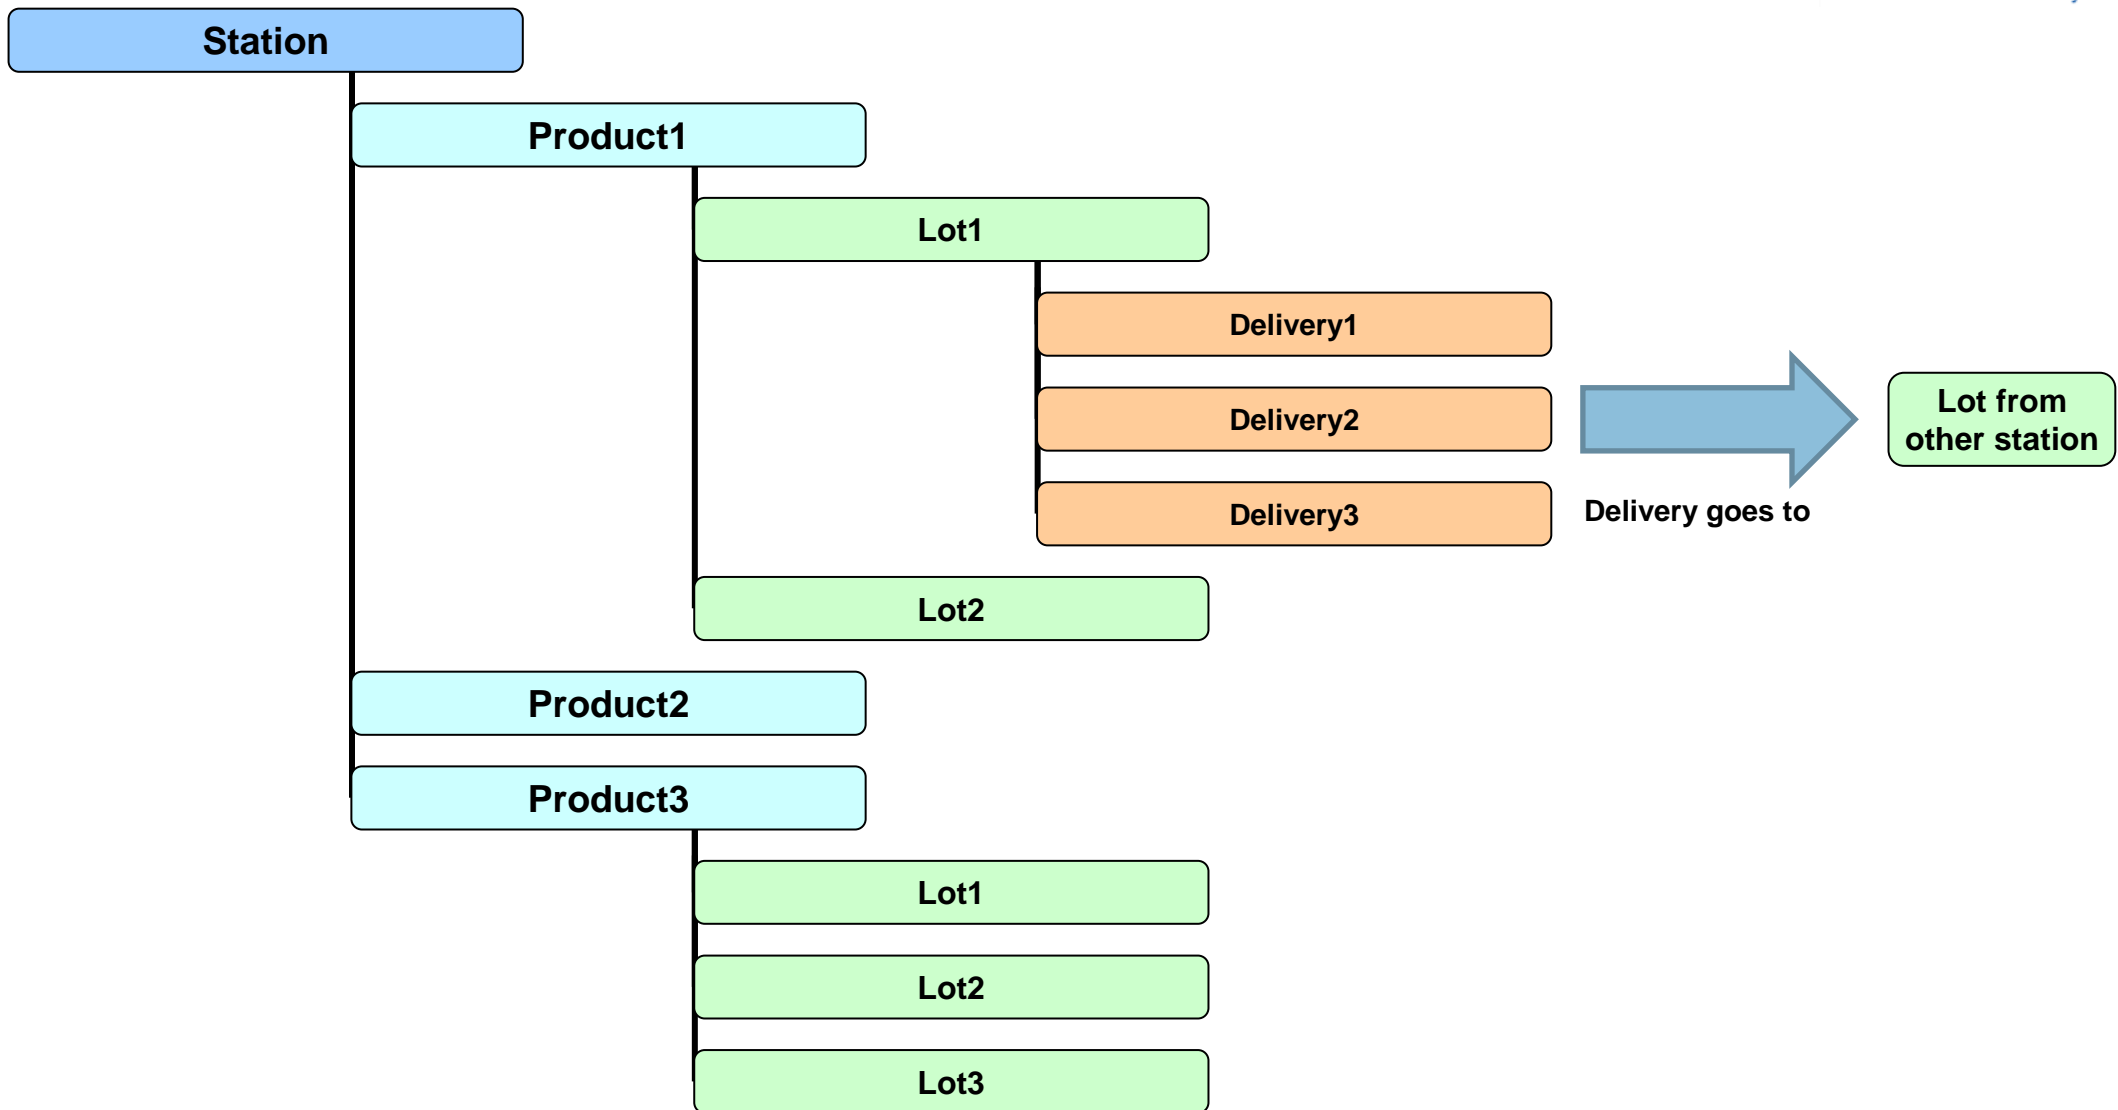 Station
Product1
Lot1
Delivery1
Delivery2
Lot from
other station
Delivery3
Delivery goes to
Lot2
Product2
Product3
Lot1
Lot2
Lot3